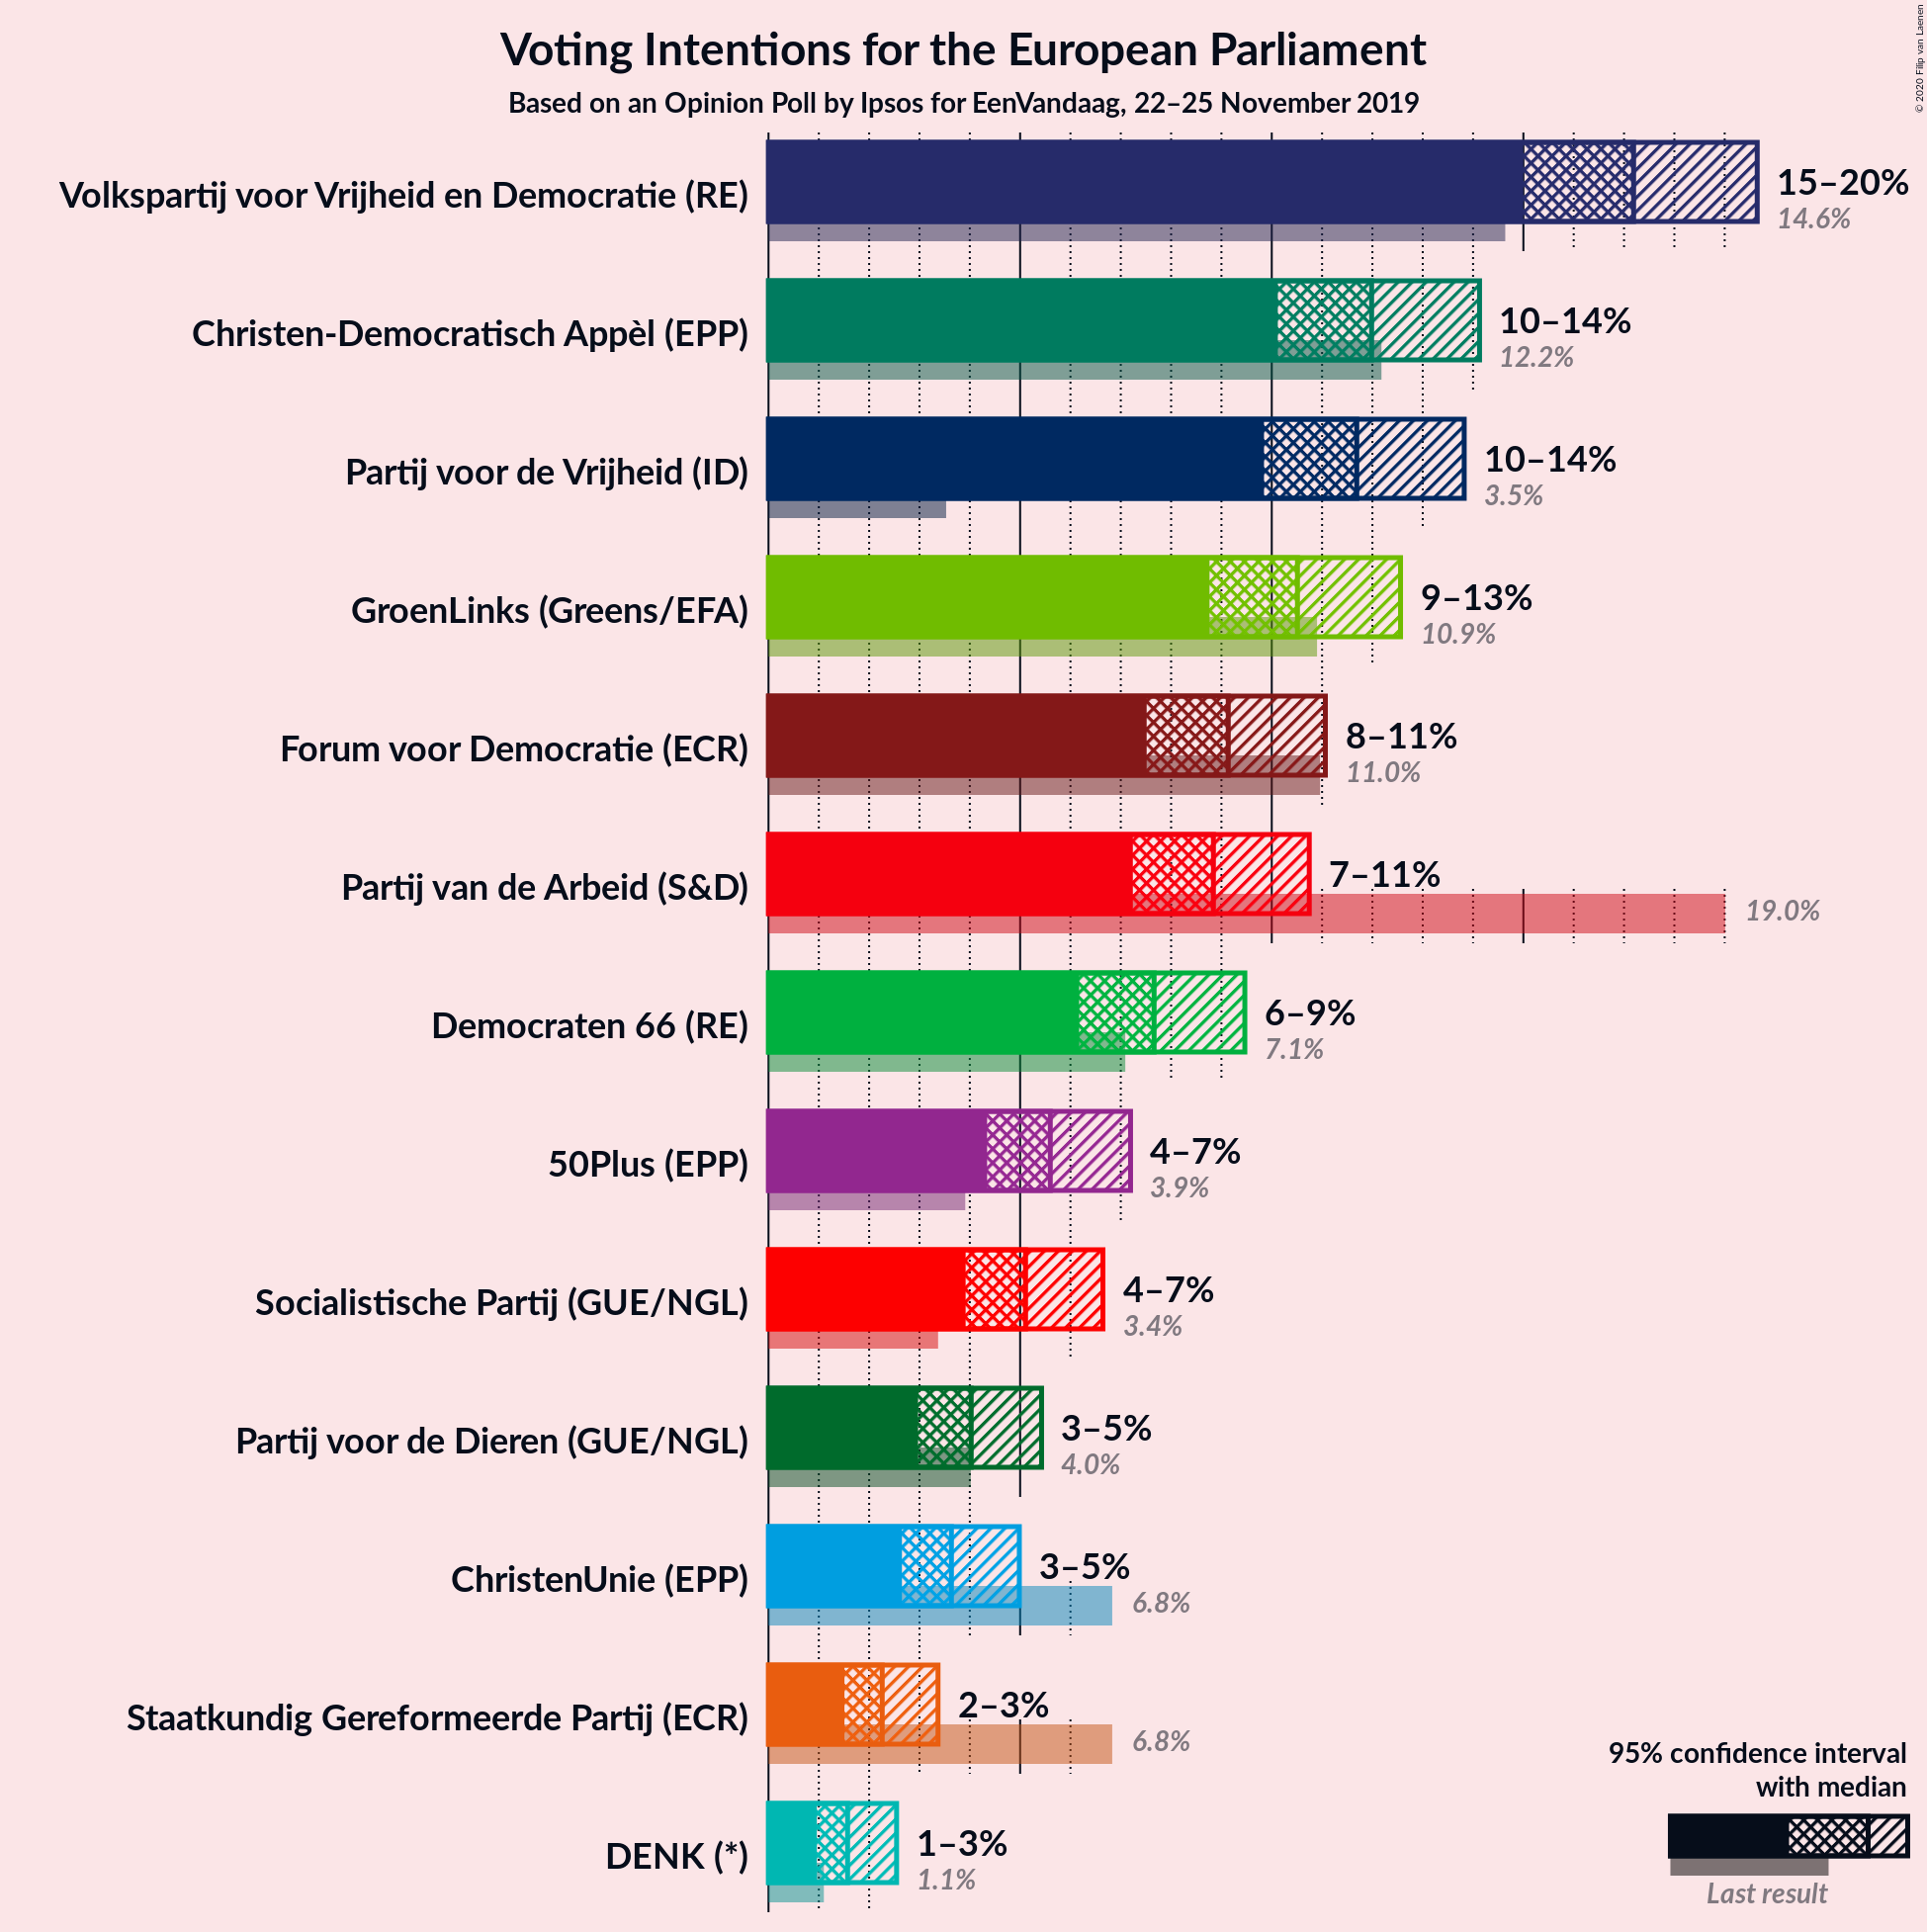 © 2020 Filip van Laenen
Voting Intentions for the European Parliament
Based on an Opinion Poll by Ipsos for EenVandaag, 22–25 November 2019
Volkspartij voor Vrijheid en Democratie (RE)
15–20%
14.6%
Christen-Democratisch Appèl (EPP)
10–14%
12.2%
Partij voor de Vrijheid (ID)
10–14%
3.5%
GroenLinks (Greens/EFA)
9–13%
10.9%
Forum voor Democratie (ECR)
8–11%
11.0%
Partij van de Arbeid (S&D)
7–11%
19.0%
Democraten 66 (RE)
6–9%
7.1%
50Plus (EPP)
4–7%
3.9%
Socialistische Partij (GUE/NGL)
4–7%
3.4%
Partij voor de Dieren (GUE/NGL)
3–5%
4.0%
ChristenUnie (EPP)
3–5%
6.8%
Staatkundig Gereformeerde Partij (ECR)
2–3%
6.8%
DENK (*)
1–3%
1.1%
95% confidence interval
with median
Last result